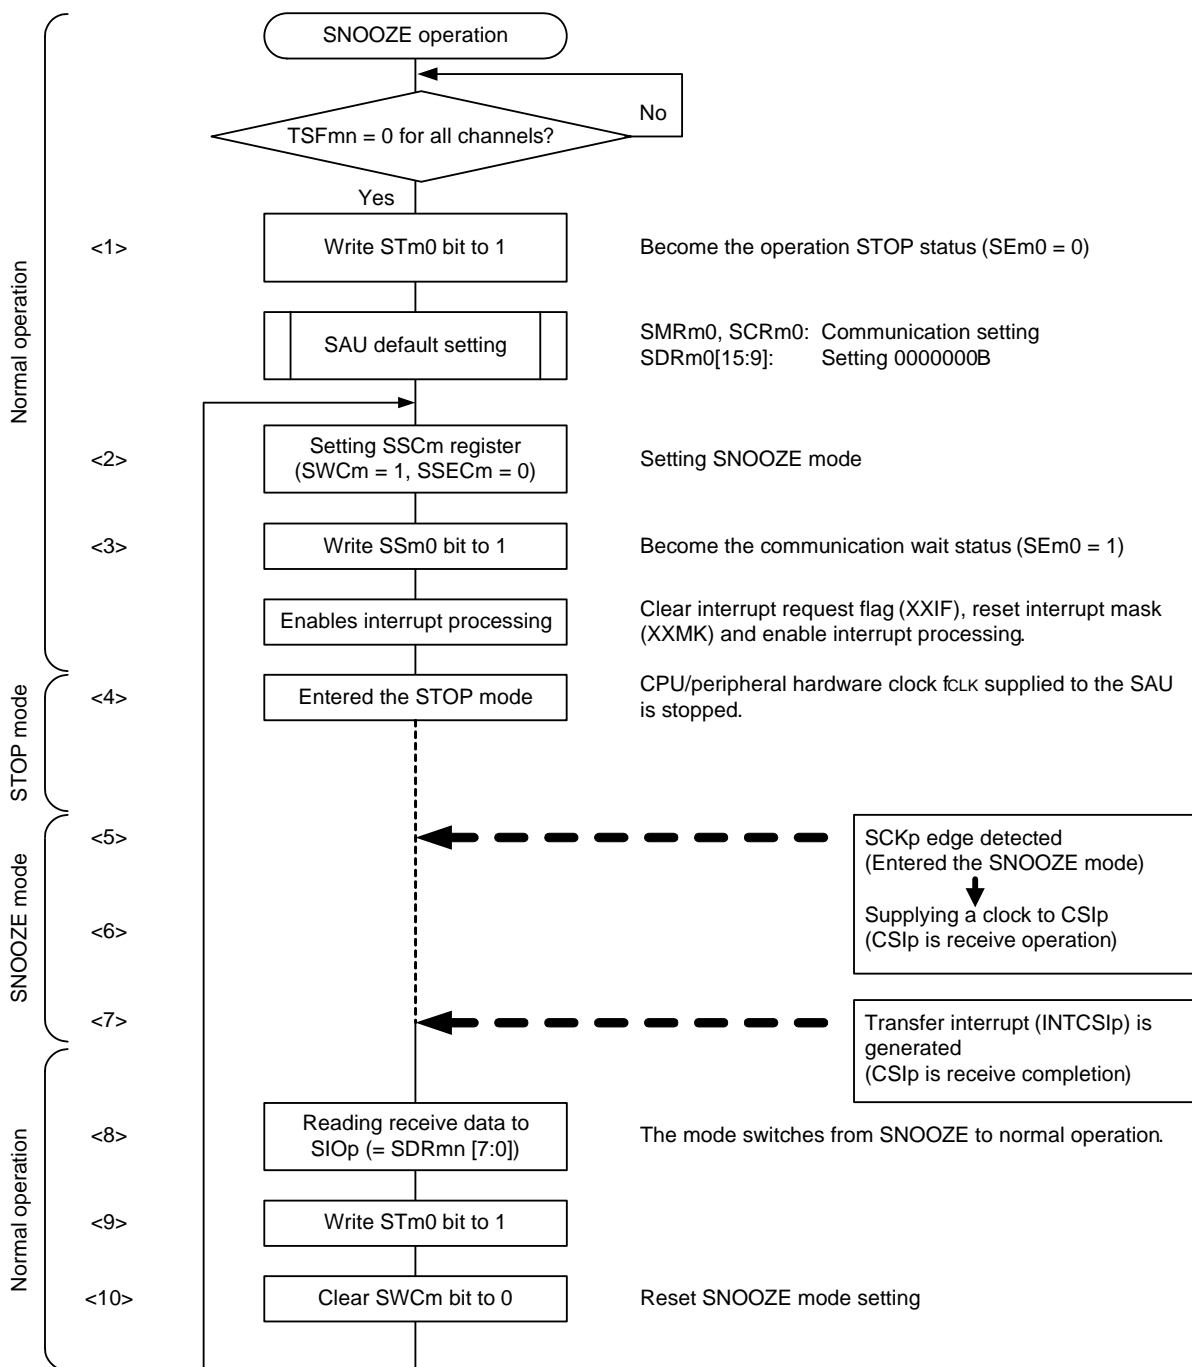 SNOOZE operation
No
TSFmn = 0 for all channels?
Yes
<1>
Write STm0 bit to 1
Become the operation STOP status (SEm0 = 0)
Normal operation
SAU default setting
SMRm0, SCRm0: Communication setting
SDRm0[15:9]: Setting 0000000B
<2>
Setting SSCm register
(SWCm = 1, SSECm = 0)
Setting SNOOZE mode
<3>
Write SSm0 bit to 1
Become the communication wait status (SEm0 = 1)
Enables interrupt processing
Clear interrupt request flag (XXIF), reset interrupt mask
(XXMK) and enable interrupt processing.
STOP mode
<4>
Entered the STOP mode
CPU/peripheral hardware clock fCLK supplied to the SAU
is stopped.
SNOOZE mode
<5>
SCKp edge detected
(Entered the SNOOZE mode)
<6>
Supplying a clock to CSIp
(CSIp is receive operation)
<7>
Transfer interrupt (INTCSIp) is
generated
(CSIp is receive completion)
Normal operation
<8>
Reading receive data to
SIOp (= SDRmn [7:0])
The mode switches from SNOOZE to normal operation.
<9>
Write STm0 bit to 1
<10>
Clear SWCm bit to 0
Reset SNOOZE mode setting